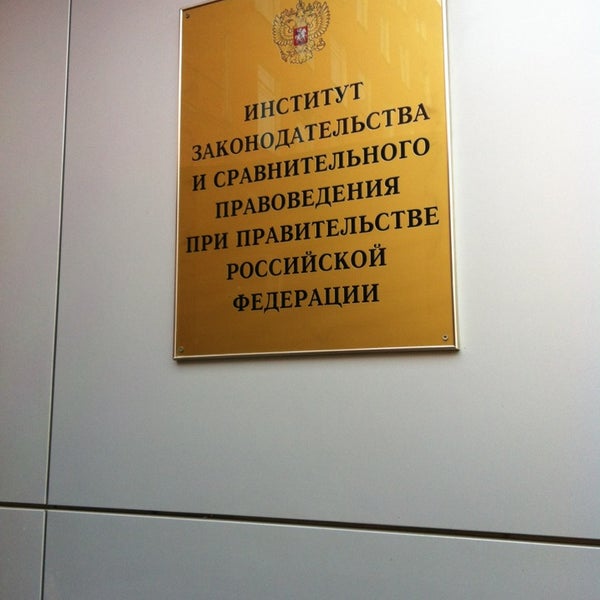 ИНСТИТУТ
ЗАКОНОДАТЕЛЬСТВА
И СРАВНИТЕЛЬНОГО
ПРАВОВЕДЕНИЯ
ПРИ ПРАВИТЕЛЬСТВЕ
РОССИЙСКОЙ
ФЕДЕРАЦИИ